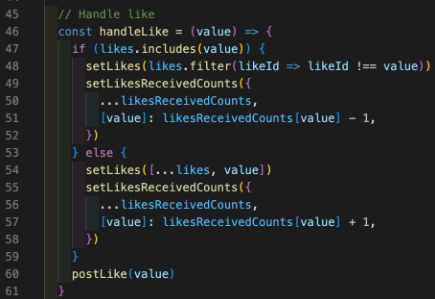 45 // Handle like
46 const handleLike = (value) => {
47 if (likes.includes(value)) {
48 setLikes(likes.filter(likeId => likeId !== value))
49 setLikesReceivedCounts({
50 ...likesReceivedCounts,
51 [value]: likesReceivedCounts[value] - 1,
52 })
53 } else {
54 setLikes([...likes, value])
55 setLikesReceivedCounts({
56 ...likesReceivedCounts,
57 [value]: likesReceivedCounts[value] + 1,
58 })
59 }
60 postLike(value)
61 }